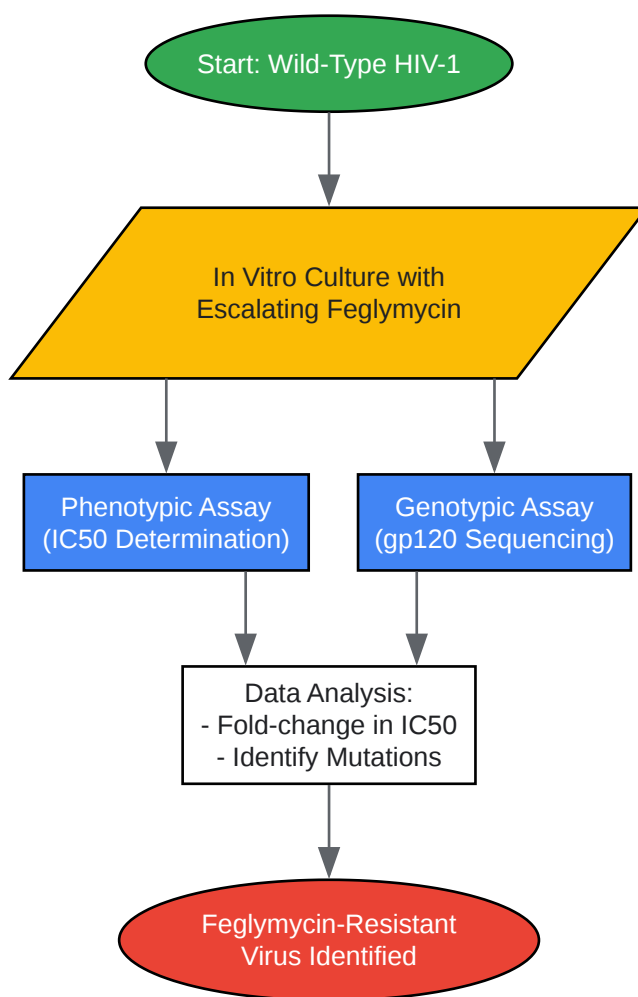 Start: Wild-Type HIV-1
In Vitro Culture with
Escalating Feglymycin
Phenotypic Assay
(IC50 Determination)
Genotypic Assay
(gp120 Sequencing)
Data Analysis:
- Fold-change in IC50
- Identify Mutations
Feglymycin-Resistant
Virus Identified